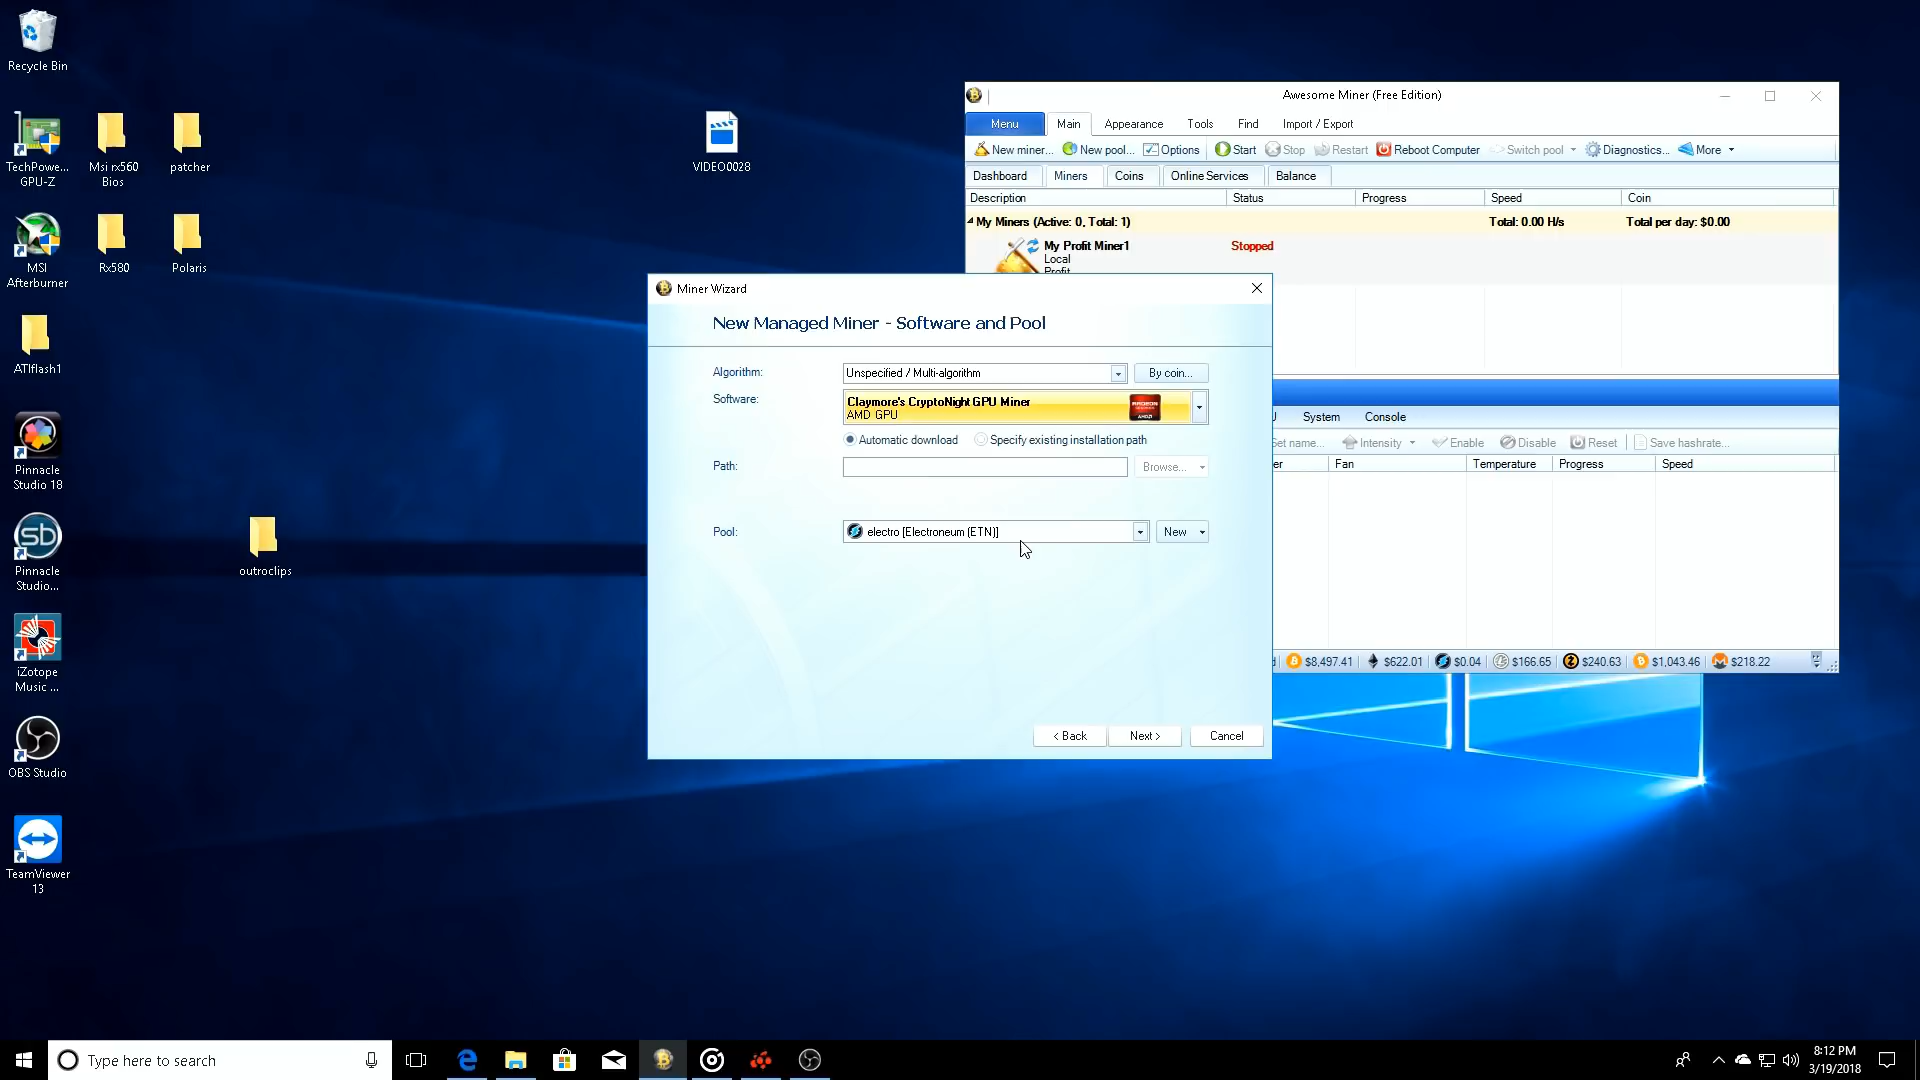 Recycle Bin
TechPowe...
GPU-Z
Msi rx560
Bios
patcher
MSI
Afterburner
Rx580
Polaris
ATIflash1
Pinnacle
Studio 18
Pinnacle
Studio...
outroclips
iZotope
Music ...
OBS Studio
TeamViewer
13
VIDEO0028
Awesome Miner (Free Edition)
Menu Main Appearance Tools Find Import / Export
New miner... New pool... Options Start Stop Restart Reboot Computer Switch pool Diagnostics... More
Dashboard Miners Coins Online Services Balance
Description Status Progress Speed Coin
My Miners (Active: 0, Total: 1) Total: 0.00 H/s Total per day: $0.00
My Profit Miner1 Stopped
Local
Profit
System Console
Intensity Enable Disable Reset Save hashrate...
Fan Temperature Progress Speed
$8,497.41 $622.01 $0.04 $166.65 $240.63 $1,043.46 $218.22
Miner Wizard
New Managed Miner - Software and Pool
Algorithm: Unspecified / Multi-algorithm By coin...
Software: Claymore's CryptoNight GPU Miner
AMD GPU
RADEON
AMD
Automatic download Specify existing installation path
Path: Browse...
Pool: electro [Electroneum (ETN)] New
< Back Next > Cancel
Type here to search
8:12 PM
3/19/2018